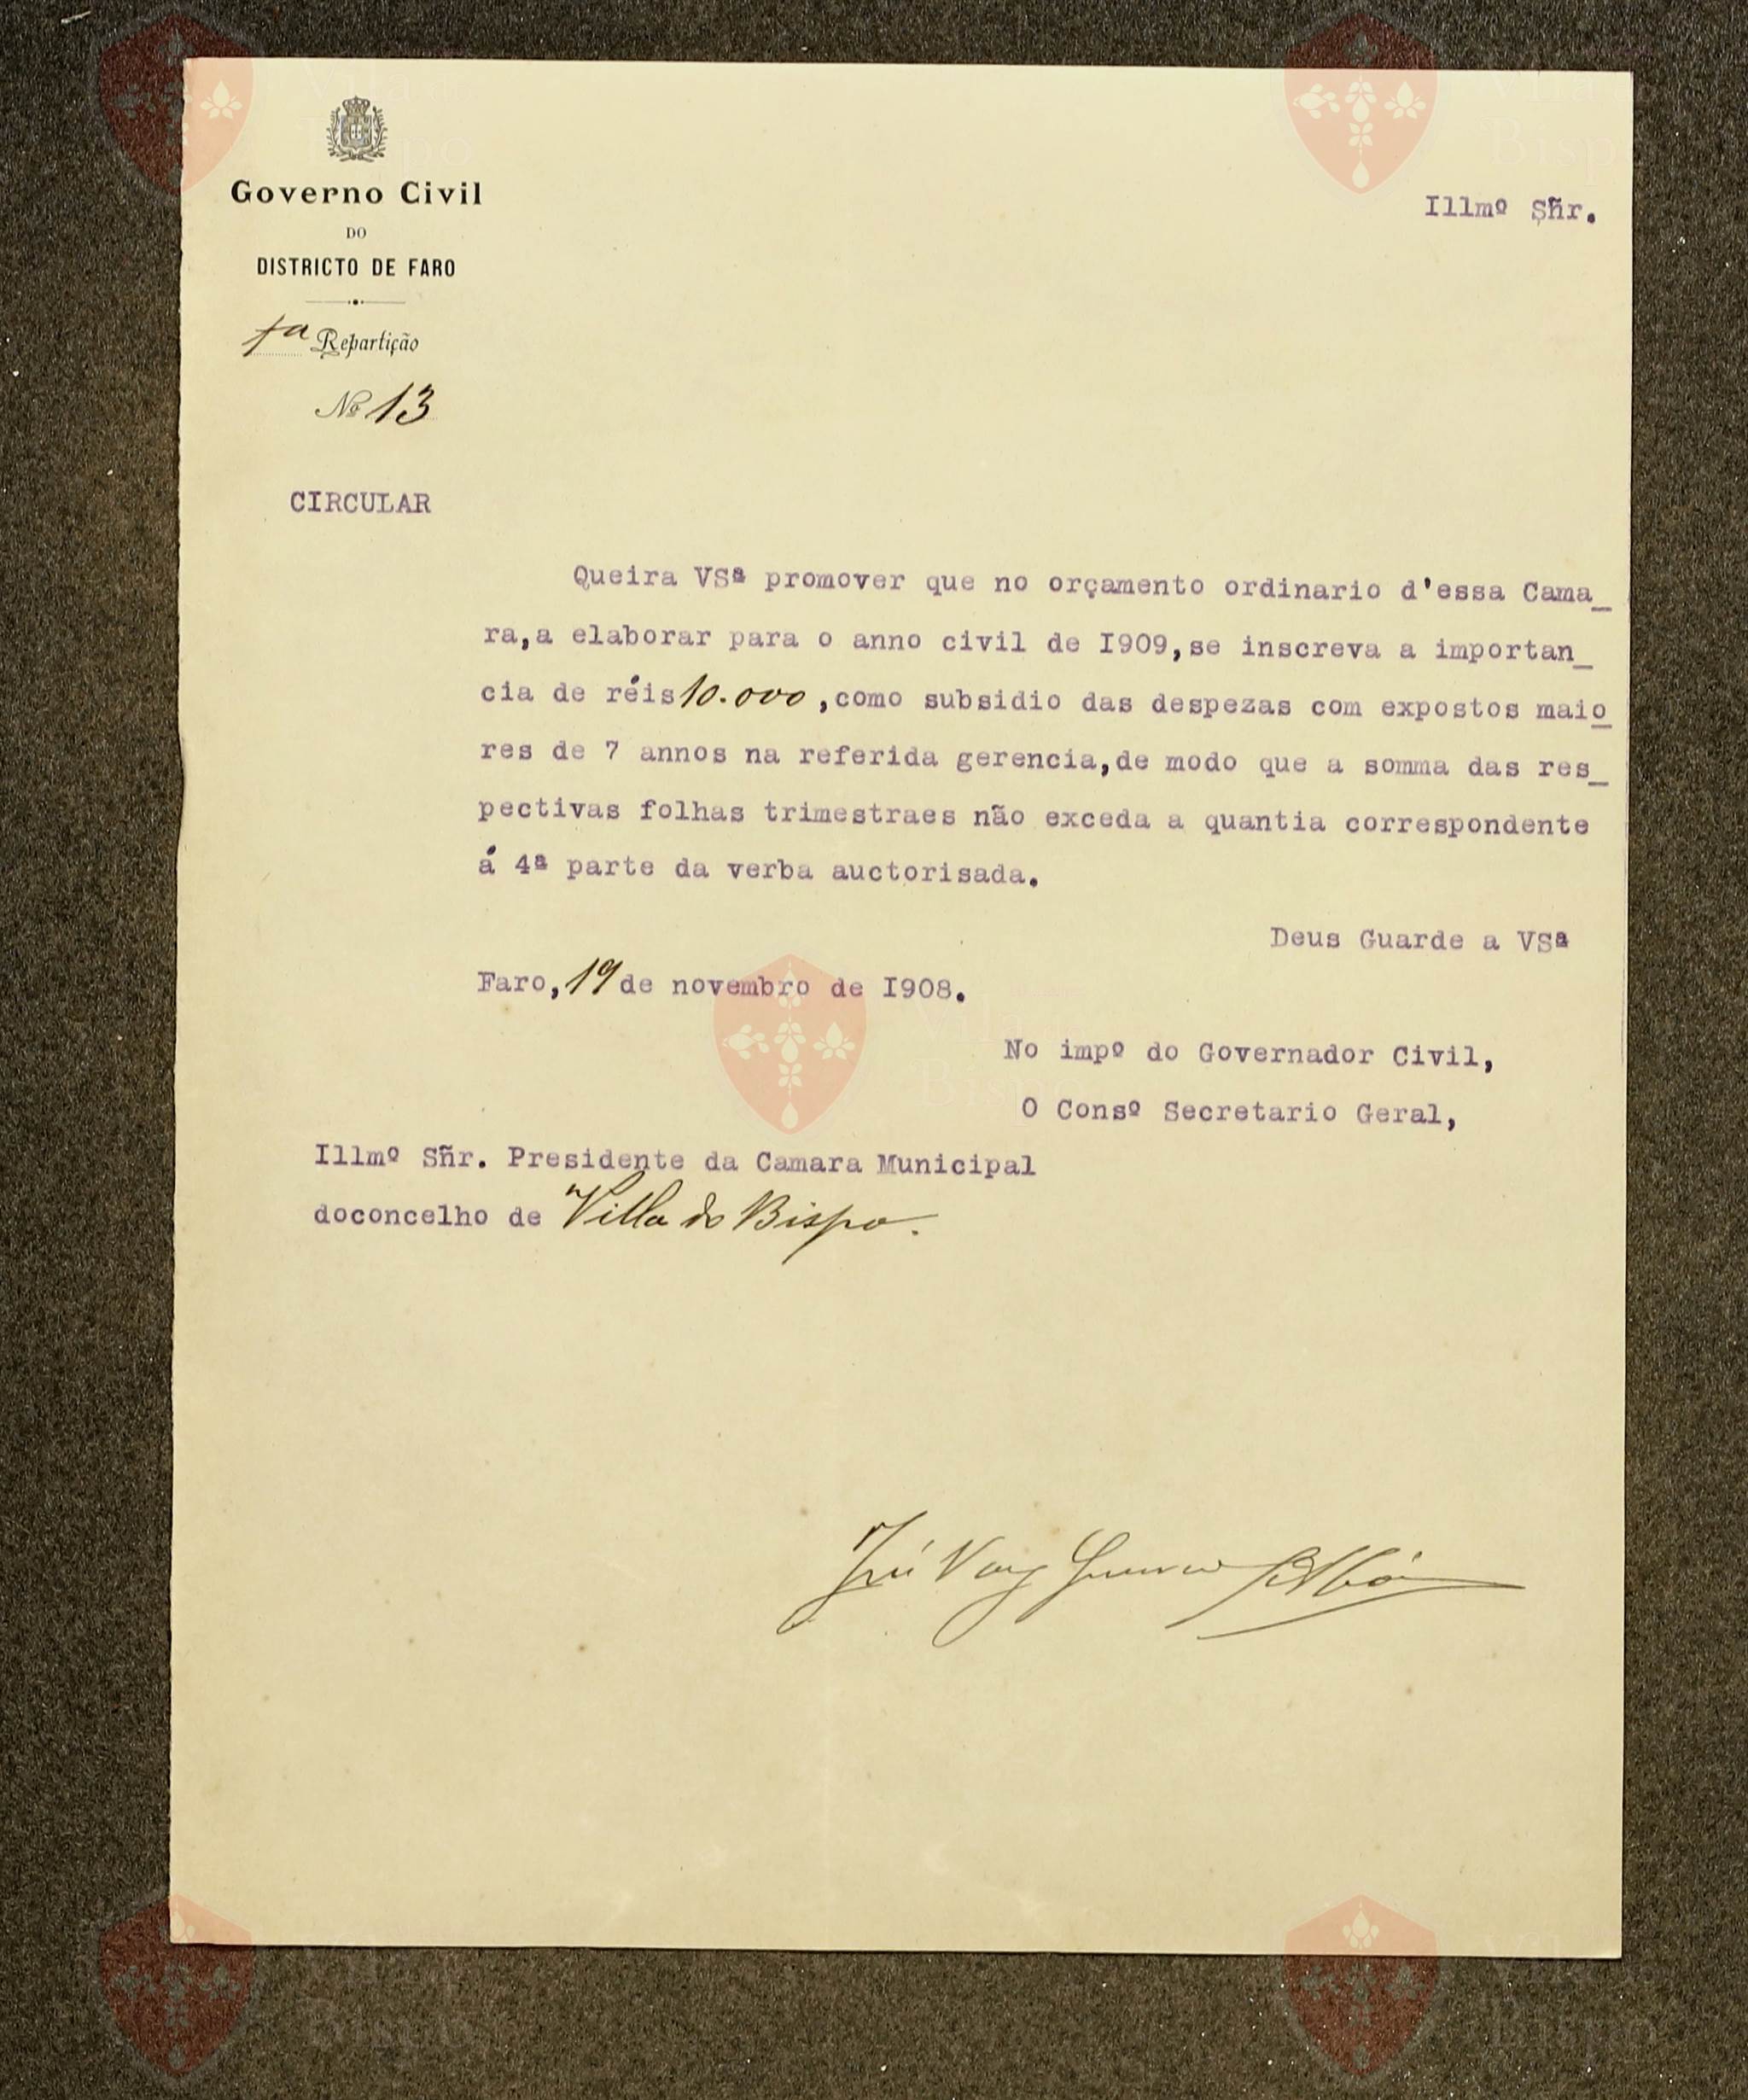 Governo Civil
DO
DISTRICTO DE FARO
1ª Repartição
Nº 13
Illmº Sñr.
CIRCULAR
Queira VSª promover que no orçamento ordinario d'essa Cama_
ra,a elaborar para o anno civil de I909,se inscreva a importan_
cia de réis 10.000,como subsidio das despezas com expostos maio
res de 7 annos na referida gerencia,de modo que a somma das res_
pectivas folhas trimestraes não exceda a quantia correspondente
á 4ª parte da verba auctorisada.
Deus Guarde a VSª
Faro,19 de novembro de I908.
No impº do Governador Civil,
O Consº Secretario Geral,
Illmº Sñr. Presidente da Camara Municipal
doconcelho de Villa do Bispo.
José Vaz
Vila do
Bispo